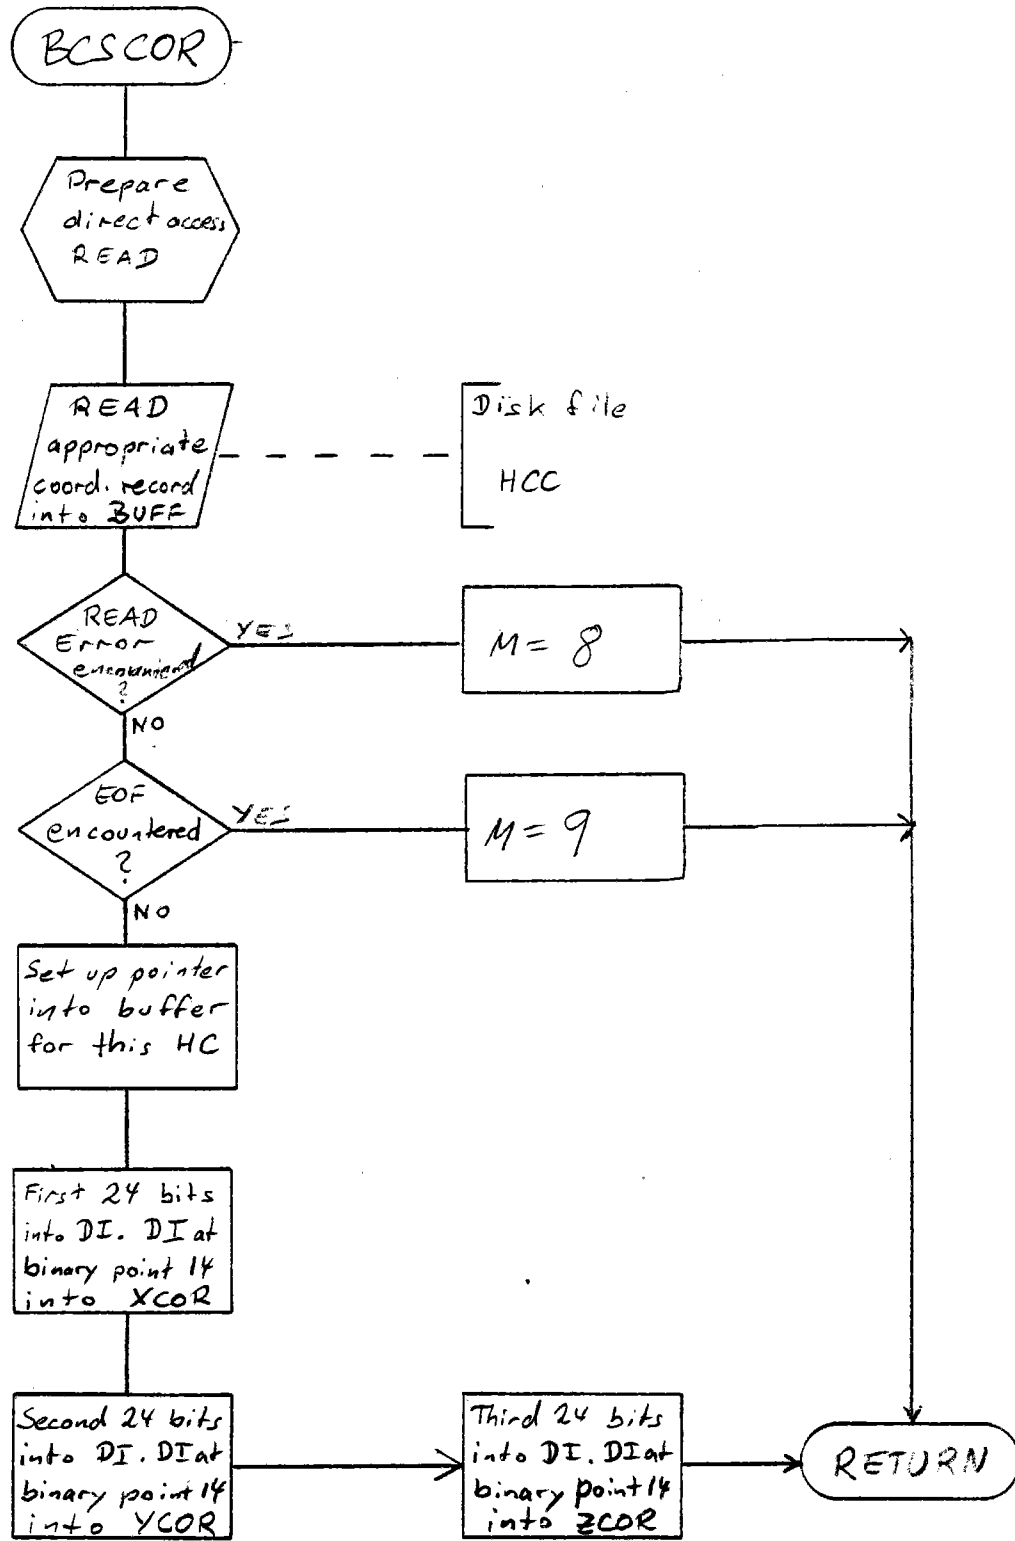 BCSCOR
Prepare
direct access
READ
READ
appropriate
coord. record
into BUFF
Disk file
HCC
READ
Error
encountered
?
YES
M = 8
NO
EOF
encountered
?
YES
M = 9
NO
Set up pointer
into buffer
for this HC
First 24 bits
into DI. DI at
binary point 14
into XCOR
Second 24 bits
into DI. DI at
binary point 14
into YCOR
Third 24 bits
into DI. DI at
binary point 14
into ZCOR
RETURN